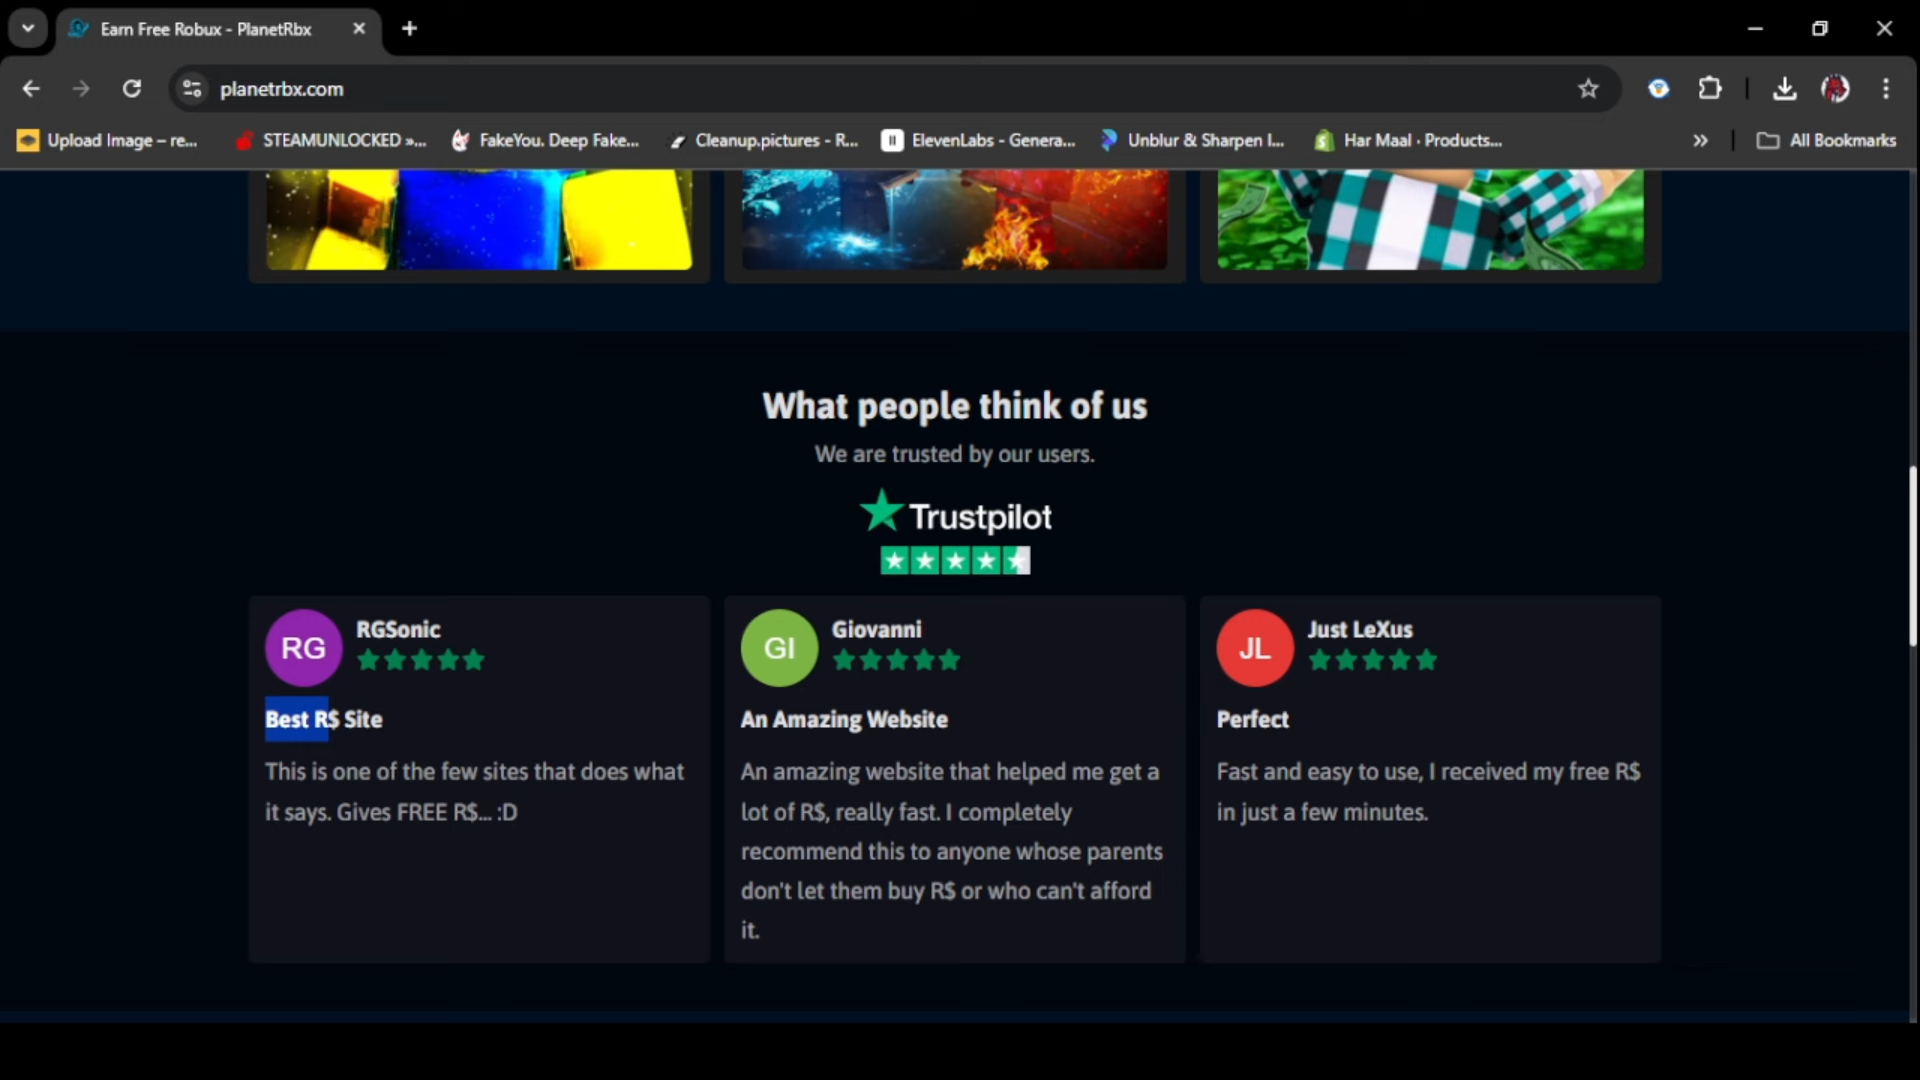 Earn Free Robux - PlanetRbx
planetrbx.com
Upload Image – re... STEAMUNLOCKED »... FakeYou. Deep Fake... Cleanup.pictures - R... ElevenLabs - Genera... Unblur & Sharpen I... Har Maal · Products... » All Bookmarks
What people think of us
We are trusted by our users.
Trustpilot
RG RGSonic
Best R$ Site
This is one of the few sites that does what
it says. Gives FREE R$... :D
GI Giovanni
An Amazing Website
An amazing website that helped me get a
lot of R$, really fast. I completely
recommend this to anyone whose parents
don't let them buy R$ or who can't afford
it.
JL Just LeXus
Perfect
Fast and easy to use, I received my free R$
in just a few minutes.